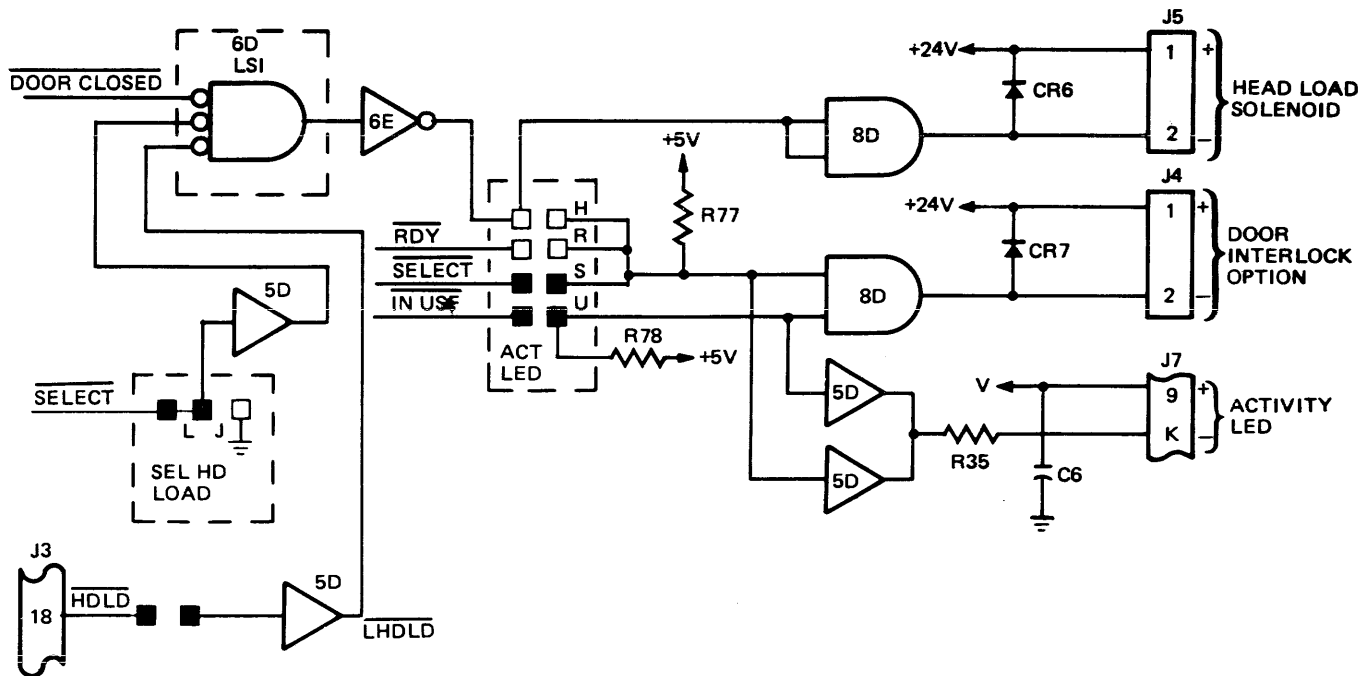 6D
LSI
DOOR CLOSED
6E
8D
+24V
CR6
J5
1
+
2
–
HEAD LOAD
SOLENOID
+5V
R77
H
R
S
U
RDY
SELECT
IN USE
ACT
LED
R78
+5V
8D
+24V
CR7
J4
1
+
2
–
DOOR
INTERLOCK
OPTION
5D
5D
R35
V
C6
J7
9
+
K
–
ACTIVITY
LED
5D
SELECT
L
J
SEL HD
LOAD
J3
18
HDLD
5D
LHDLD